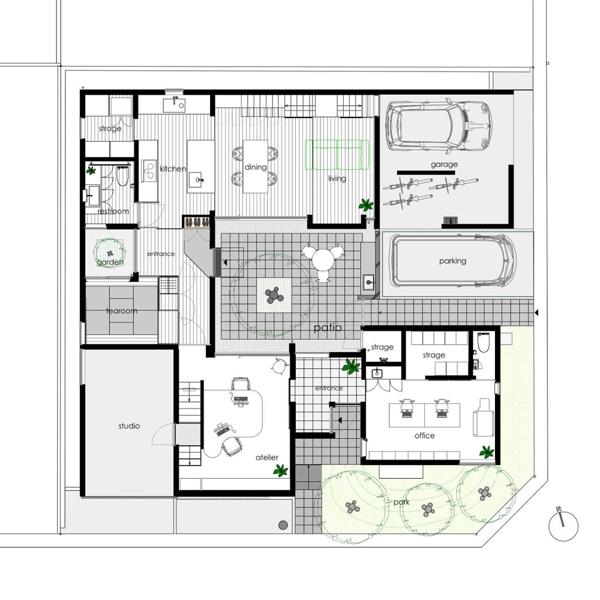 strage
kitchen
dining
living
garage
restroom
garden
entrance
parking
tearoom
patio
strage
strage
studio
entrance
atelier
office
park